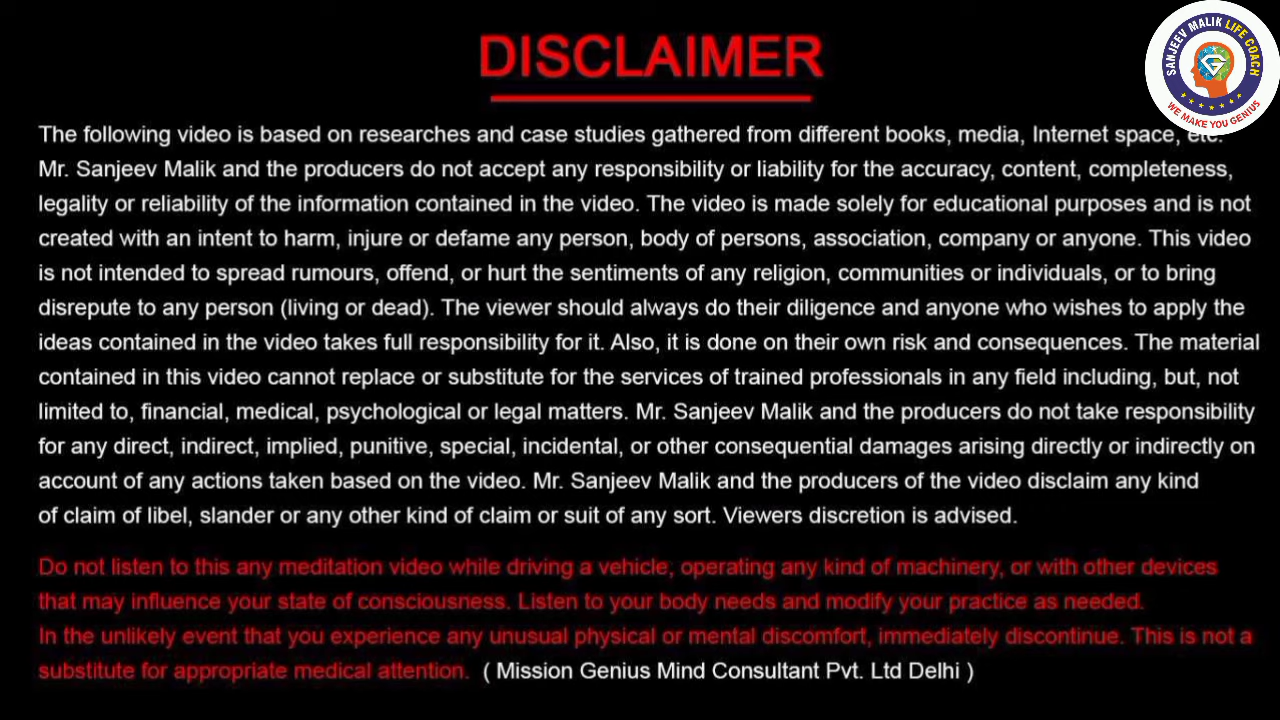 DISCLAIMER
SANJEEV MALIK LIFE COACH
WE MAKE YOU GENIUS
The following video is based on researches and case studies gathered from different books, media, Internet space, etc.
Mr. Sanjeev Malik and the producers do not accept any responsibility or liability for the accuracy, content, completeness,
legality or reliability of the information contained in the video. The video is made solely for educational purposes and is not
created with an intent to harm, injure or defame any person, body of persons, association, company or anyone. This video
is not intended to spread rumours, offend, or hurt the sentiments of any religion, communities or individuals, or to bring
disrepute to any person (living or dead). The viewer should always do their diligence and anyone who wishes to apply the
ideas contained in the video takes full responsibility for it. Also, it is done on their own risk and consequences. The material
contained in this video cannot replace or substitute for the services of trained professionals in any field including, but, not
limited to, financial, medical, psychological or legal matters. Mr. Sanjeev Malik and the producers do not take responsibility
for any direct, indirect, implied, punitive, special, incidental, or other consequential damages arising directly or indirectly on
account of any actions taken based on the video. Mr. Sanjeev Malik and the producers of the video disclaim any kind
of claim of libel, slander or any other kind of claim or suit of any sort. Viewers discretion is advised.
Do not listen to this any meditation video while driving a vehicle, operating any kind of machinery, or with other devices
that may influence your state of consciousness. Listen to your body needs and modify your practice as needed.
In the unlikely event that you experience any unusual physical or mental discomfort, immediately discontinue. This is not a
substitute for appropriate medical attention. ( Mission Genius Mind Consultant Pvt. Ltd Delhi )